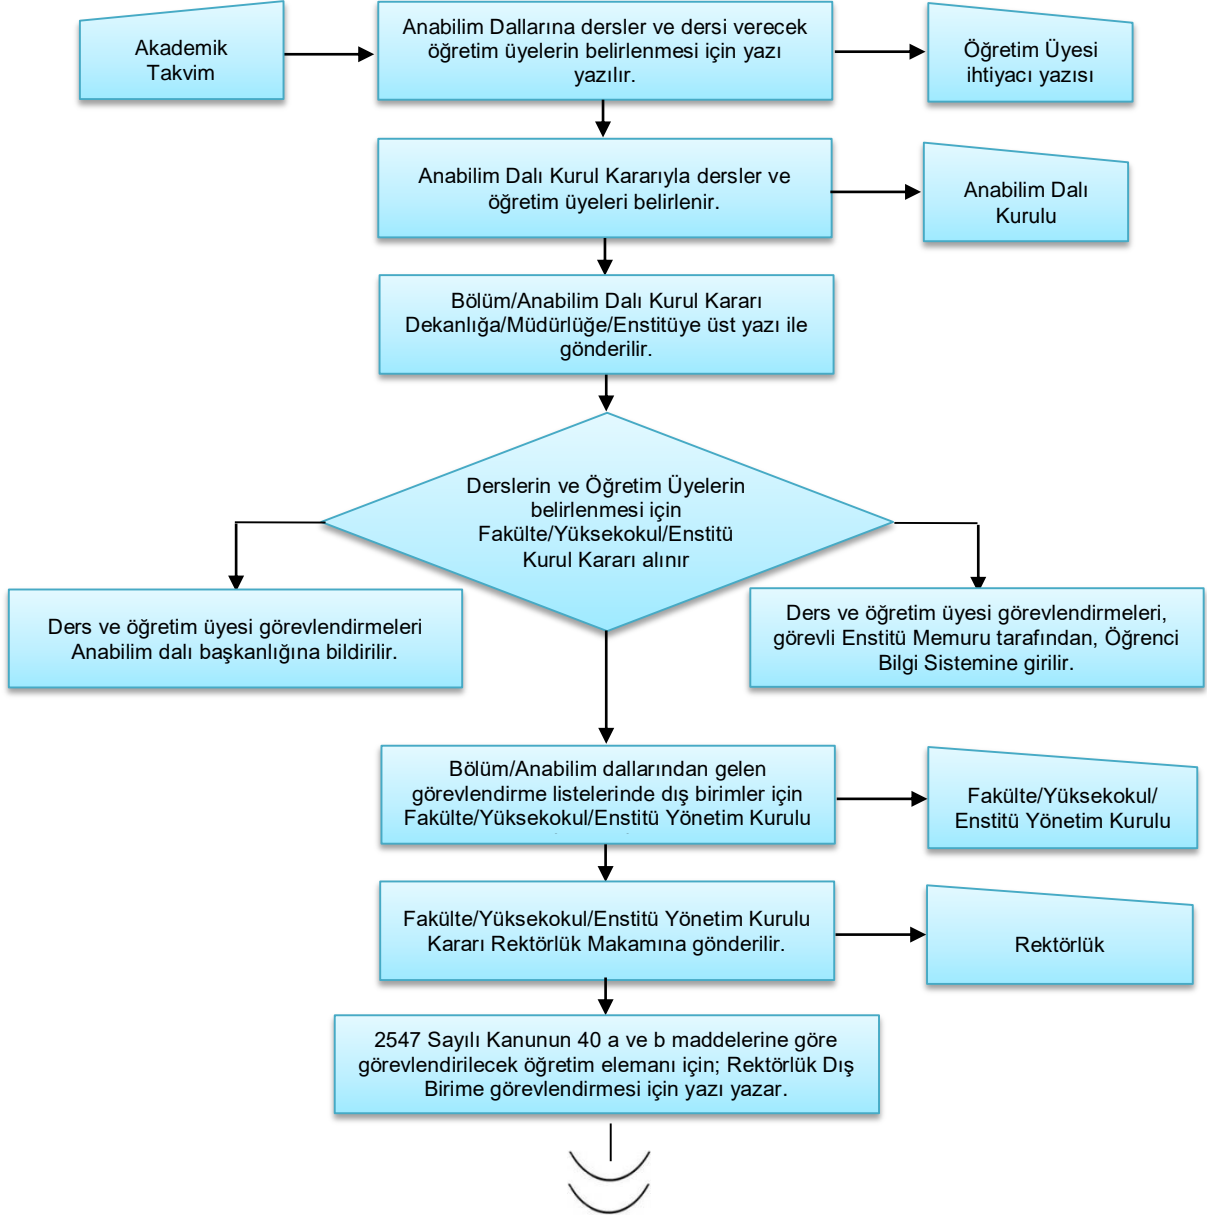 Akademik
Takvim
Anabilim Dallarına dersler ve dersi verecek
öğretim üyelerin belirlenmesi için yazı
yazılır.
Öğretim Üyesi
ihtiyacı yazısı
Anabilim Dalı Kurul Kararıyla dersler ve
öğretim üyeleri belirlenir.
Anabilim Dalı
Kurulu
Bölüm/Anabilim Dalı Kurul Kararı
Dekanlığa/Müdürlüğe/Enstitüye üst yazı ile
gönderilir.
Derslerin ve Öğretim Üyelerin
belirlenmesi için
Fakülte/Yüksekokul/Enstitü
Kurul Kararı alınır
Ders ve öğretim üyesi görevlendirmeleri
Anabilim dalı başkanlığına bildirilir.
Ders ve öğretim üyesi görevlendirmeleri,
görevli Enstitü Memuru tarafından, Öğrenci
Bilgi Sistemine girilir.
Bölüm/Anabilim dallarından gelen
görevlendirme listelerinde dış birimler için
Fakülte/Yüksekokul/Enstitü Yönetim Kurulu
Fakülte/Yüksekokul/
Enstitü Yönetim Kurulu
Fakülte/Yüksekokul/Enstitü Yönetim Kurulu
Kararı Rektörlük Makamına gönderilir.
Rektörlük
2547 Sayılı Kanunun 40 a ve b maddelerine göre
görevlendirilecek öğretim elemanı için; Rektörlük Dış
Birime görevlendirmesi için yazı yazar.